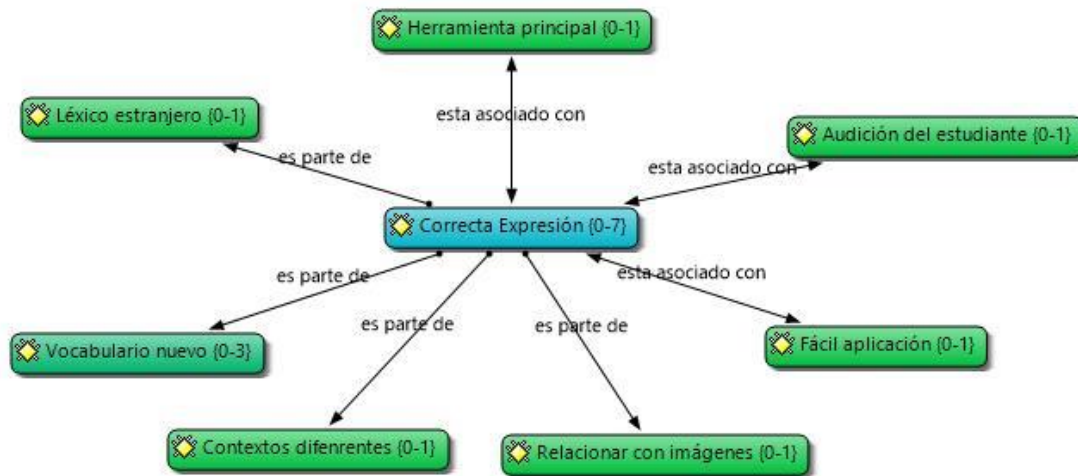 Herramienta principal {0-1}
esta asociado con
Léxico estranjero {0-1}
Audición del estudiante {0-1}
es parte de
esta asociado con
Correcta Expresión {0-7}
es parte de
esta asociado con
es parte de
es parte de
Vocabulario nuevo {0-3}
Fácil aplicación {0-1}
Contextos difenrentes {0-1}
Relacionar con imágenes {0-1}